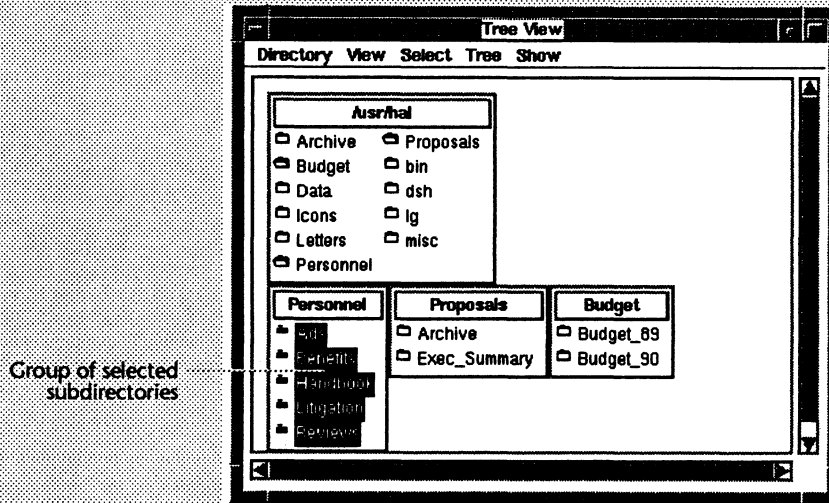 Tree View
Directory View Select Tree Show
/usr/hal
Archive Proposals
Budget bin
Data dsh
Icons lg
Letters misc
Personnel
Personnel Proposals Budget
Ads Archive Budget_89
Benefits Exec_Summary Budget_90
Handbook
Litigation
Reviews
Group of selected
subdirectories